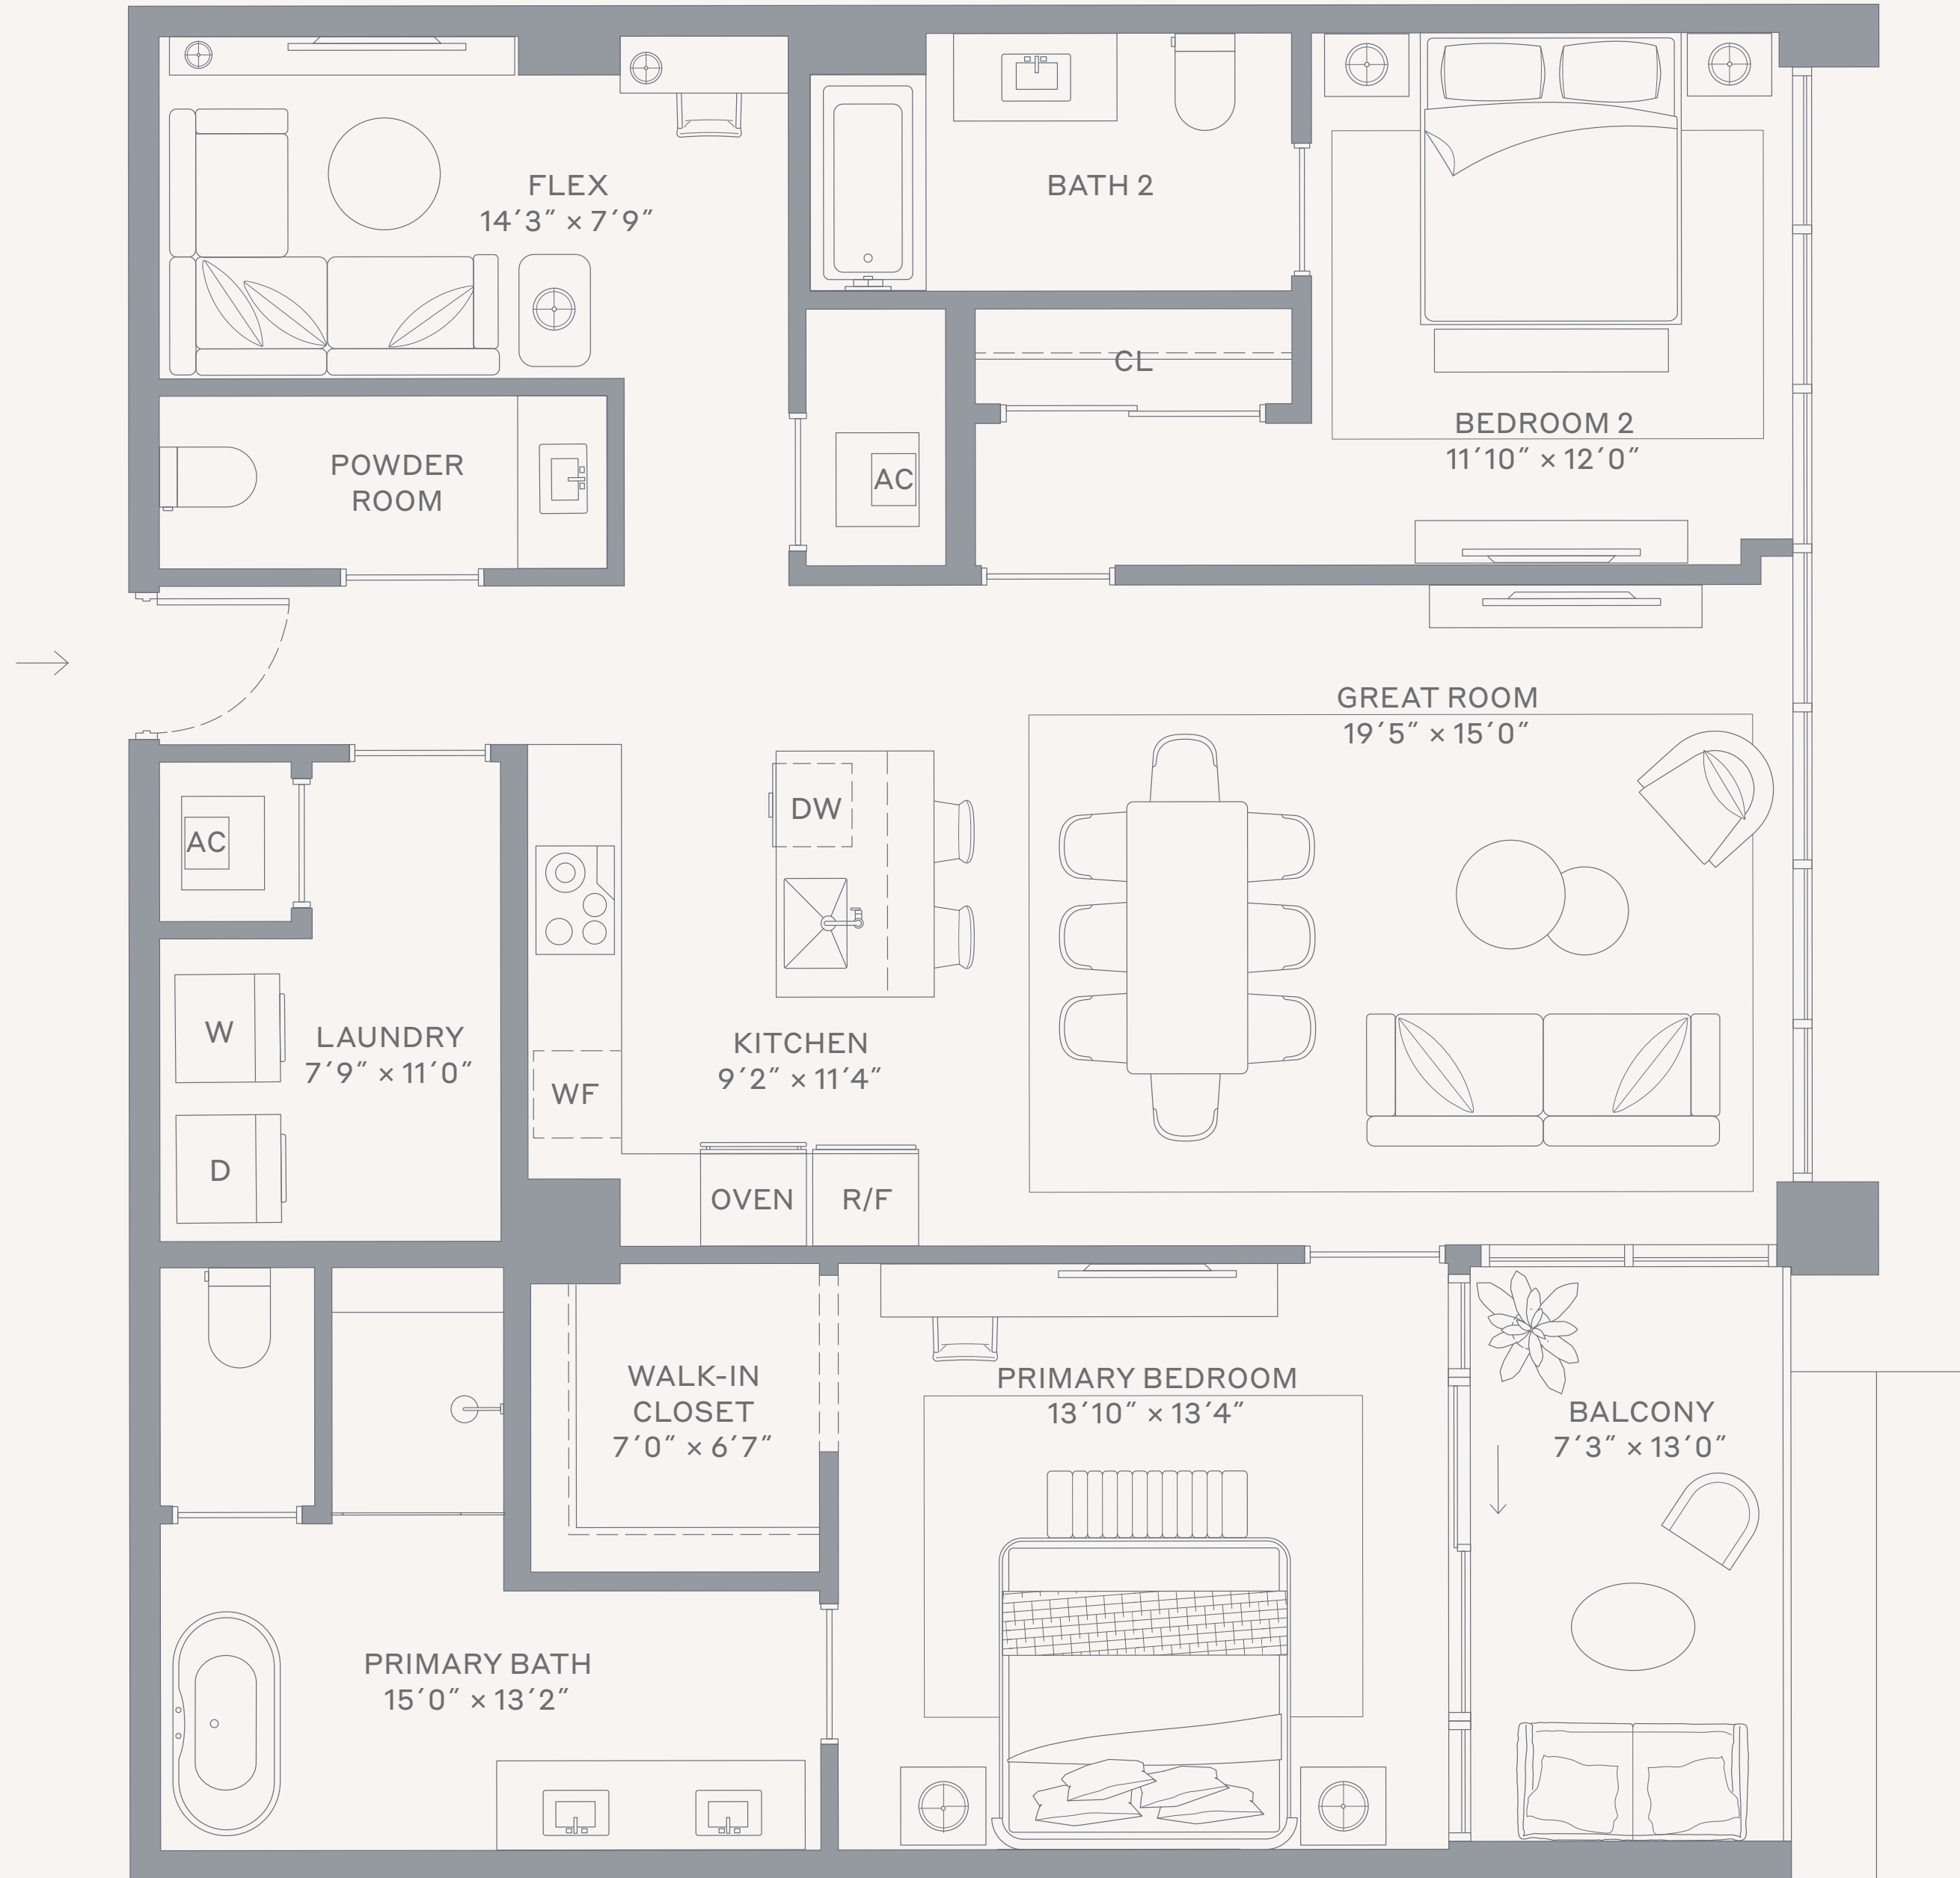 FLEX
14′3″ × 7′9″
BATH 2
CL
BEDROOM 2
11′10″ × 12′0″
POWDER
ROOM
AC
GREAT ROOM
19′5″ × 15′0″
AC
DW
W
LAUNDRY
7′9″ × 11′0″
KITCHEN
9′2″ × 11′4″
WF
D
OVEN
R/F
WALK-IN
CLOSET
7′0″ × 6′7″
PRIMARY BEDROOM
13′10″ × 13′4″
BALCONY
7′3″ × 13′0″
PRIMARY BATH
15′0″ × 13′2″